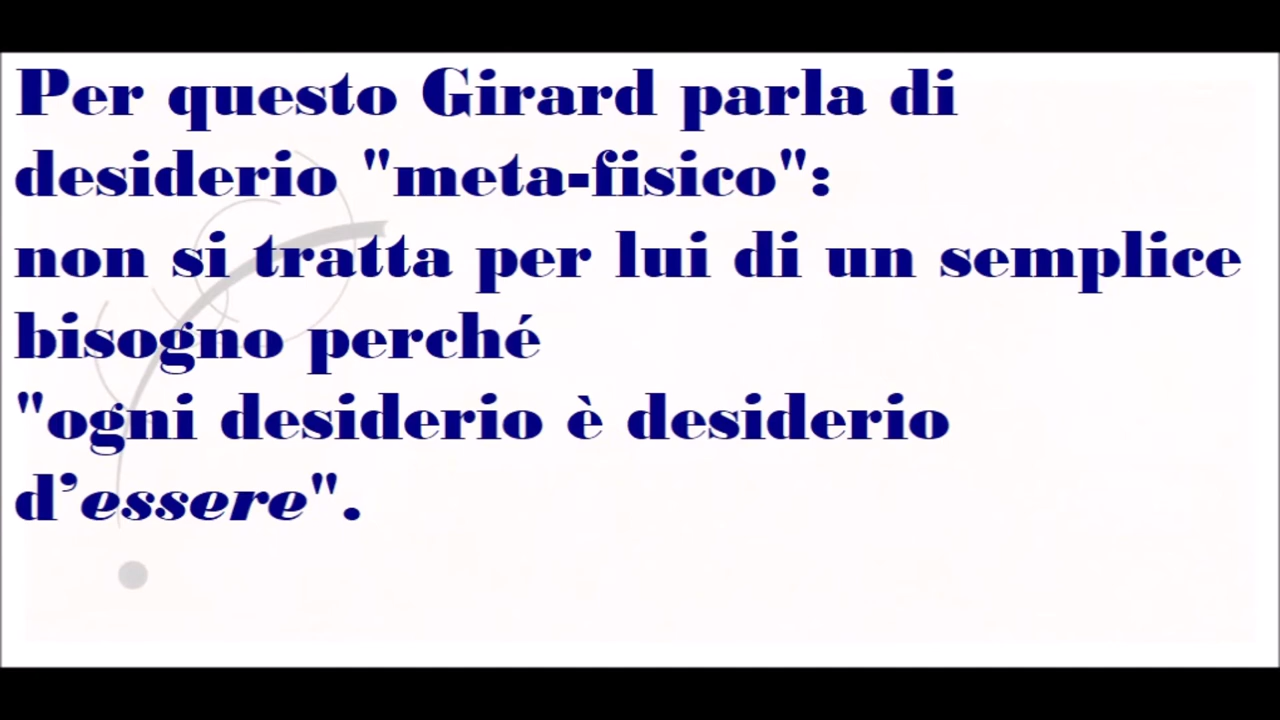 Per questo Girard parla di
desiderio "meta-fisico":
non si tratta per lui di un semplice
bisogno perché
"ogni desiderio è desiderio
d’essere".